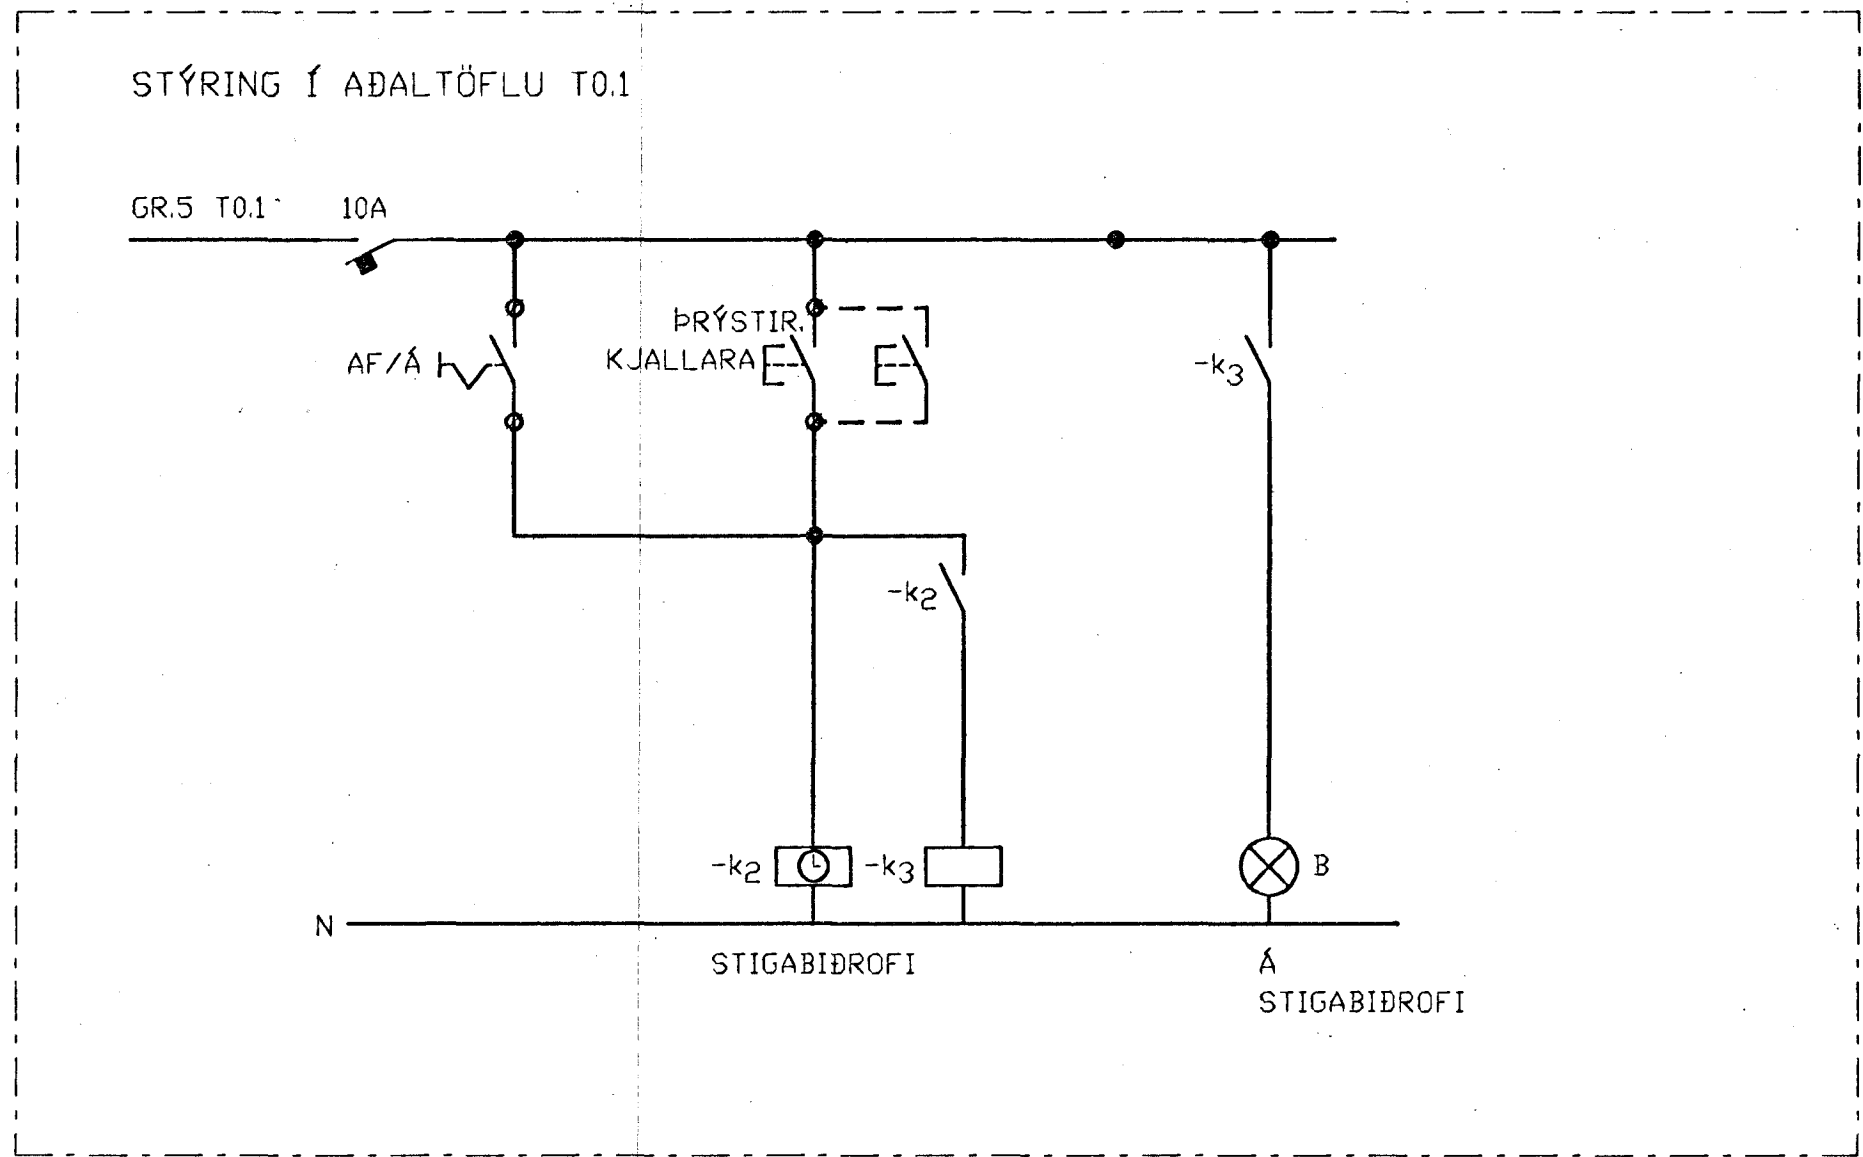 STÝRING Í AÐALTÖFLU T0.1
GR.5 T0.1 10A
ÞRÝSTIR.
AF/Á KJALLARA -k3
-k2
-k2 -k3 B
N
STIGABIÐROFI Á
STIGABIÐROFI